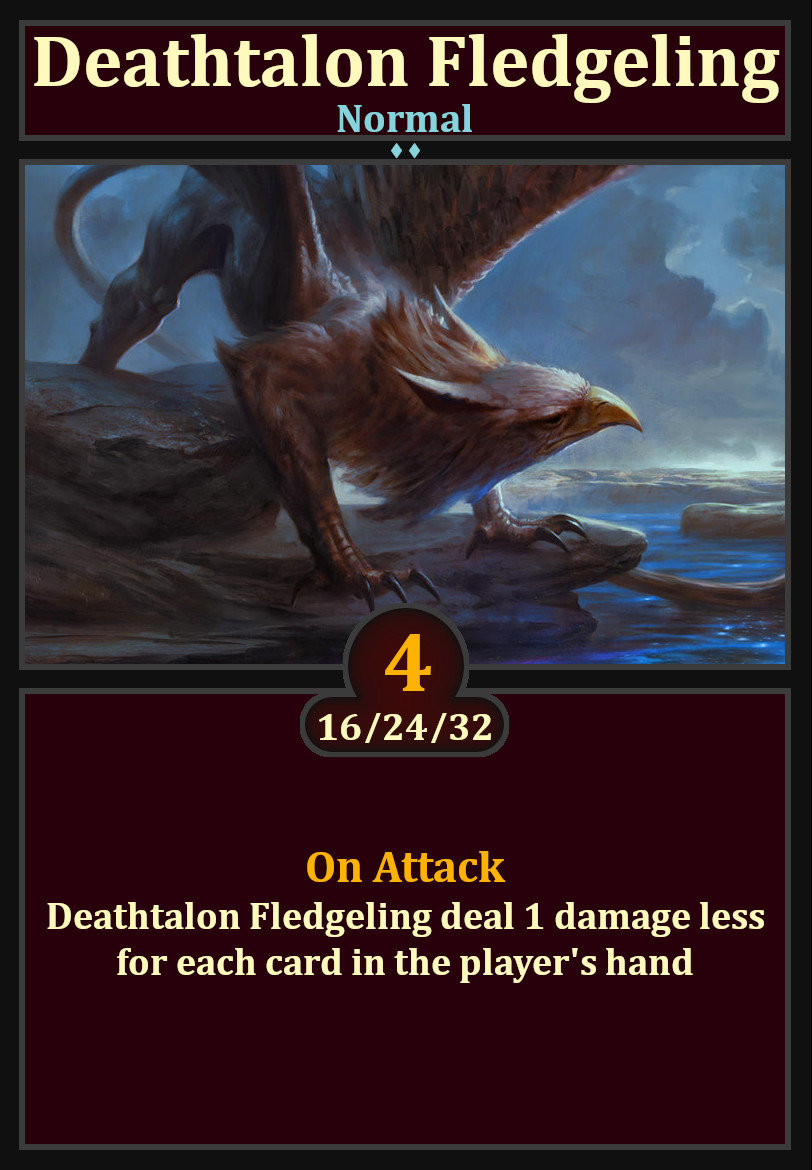 Deathtalon Fledgeling
Normal
4
16/24/32
On Attack
Deathtalon Fledgeling deal 1 damage less
for each card in the player's hand